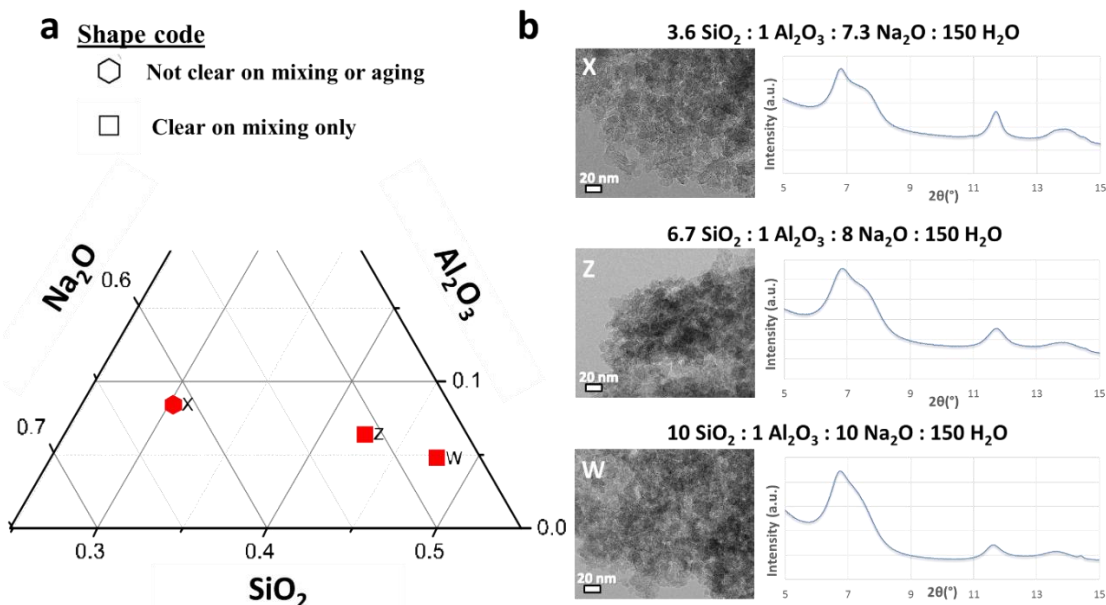 a
Shape code
Not clear on mixing or aging
Clear on mixing only
Na₂O
Al₂O₃
0.6
0.1
X
0.7
Z
W
0.0
0.3
0.4
0.5
SiO₂
b
3.6 SiO₂ : 1 Al₂O₃ : 7.3 Na₂O : 150 H₂O
X
20 nm
Intensity (a.u.)
5 7 9 11 13 15
2θ(°)
6.7 SiO₂ : 1 Al₂O₃ : 8 Na₂O : 150 H₂O
Z
20 nm
Intensity (a.u.)
5 7 9 11 13 15
2θ(°)
10 SiO₂ : 1 Al₂O₃ : 10 Na₂O : 150 H₂O
W
20 nm
Intensity (a.u.)
5 7 9 11 13 15
2θ(°)